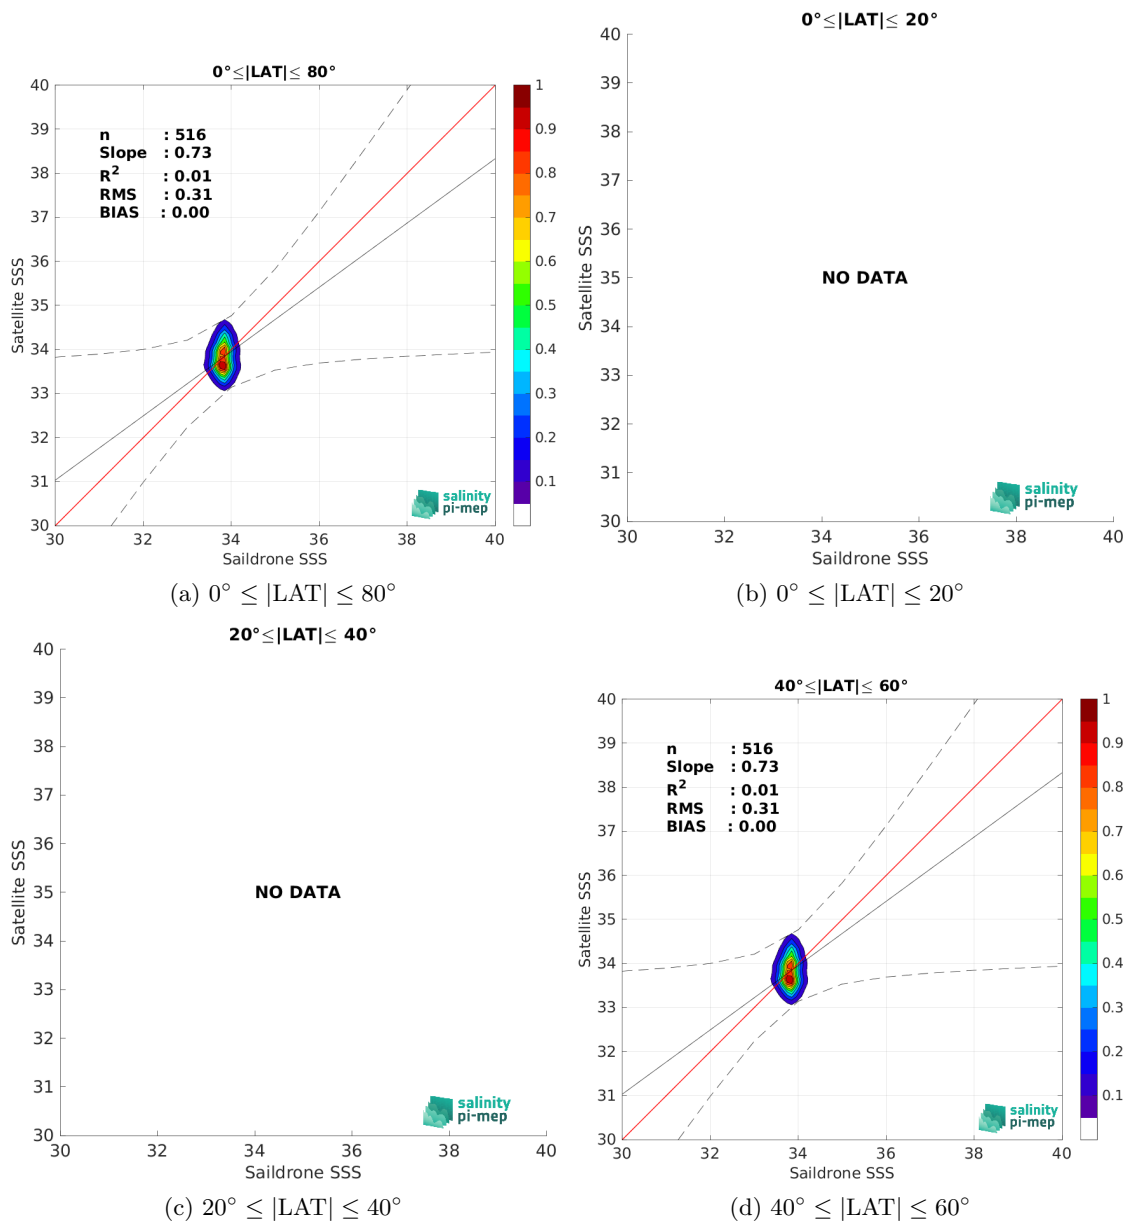 0°≤|LAT|≤ 80°
40
39
38
37
36
35
34
33
32
31
30
Satellite SSS
n : 516
Slope : 0.73
R2 : 0.01
RMS : 0.31
BIAS : 0.00
salinity
pi-mep
30 32 34 36 38 40
Saildrone SSS
1
0.9
0.8
0.7
0.6
0.5
0.4
0.3
0.2
0.1
(a) 0° ≤ |LAT| ≤ 80°
0°≤|LAT|≤ 20°
40
39
38
37
36
35
34
33
32
31
30
Satellite SSS
NO DATA
salinity
pi-mep
30 32 34 36 38 40
Saildrone SSS
(b) 0° ≤ |LAT| ≤ 20°
20°≤|LAT|≤ 40°
40
39
38
37
36
35
34
33
32
31
30
Satellite SSS
NO DATA
salinity
pi-mep
30 32 34 36 38 40
Saildrone SSS
(c) 20° ≤ |LAT| ≤ 40°
40°≤|LAT|≤ 60°
40
39
38
37
36
35
34
33
32
31
30
Satellite SSS
n : 516
Slope : 0.73
R2 : 0.01
RMS : 0.31
BIAS : 0.00
salinity
pi-mep
30 32 34 36 38 40
Saildrone SSS
1
0.9
0.8
0.7
0.6
0.5
0.4
0.3
0.2
0.1
(d) 40° ≤ |LAT| ≤ 60°